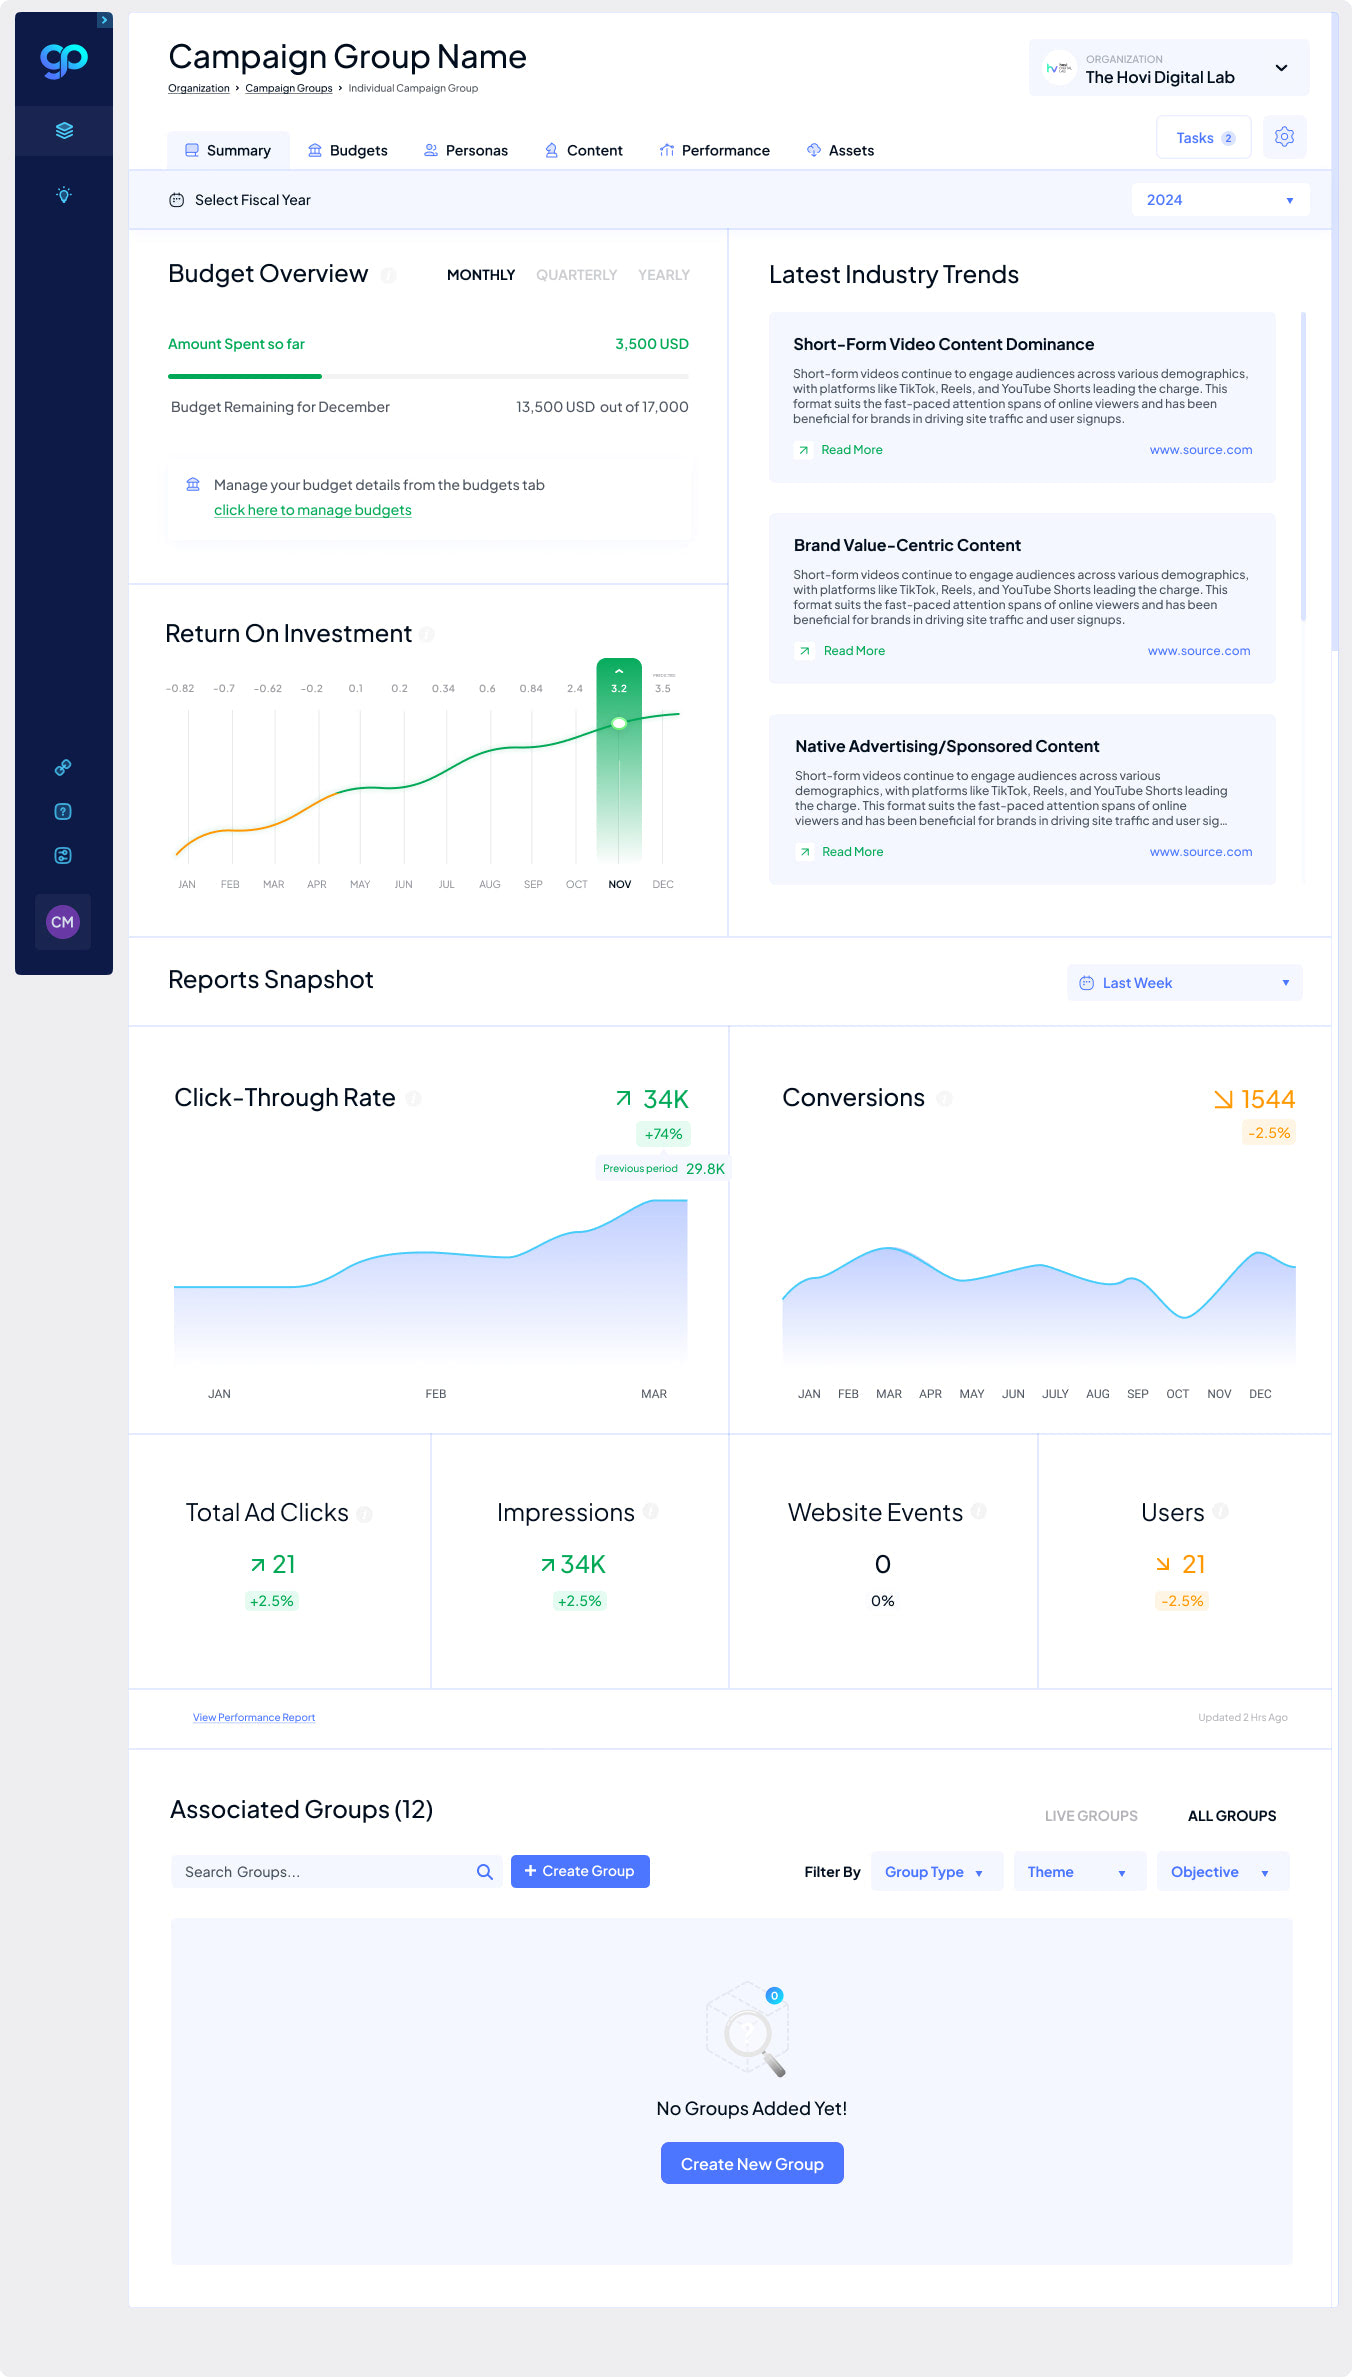 gp
Campaign Group Name
Organization › Campaign Groups › Individual Campaign Group
ORGANIZATION
The Hovi Digital Lab
Summary
Budgets
Personas
Content
Performance
Assets
Tasks 2
Select Fiscal Year
2024
Budget Overview
MONTHLY QUARTERLY YEARLY
Amount Spent so far 3,500 USD
Budget Remaining for December 13,500 USD out of 17,000
Manage your budget details from the budgets tab
click here to manage budgets
Return On Investment
-0.82 -0.7 -0.62 -0.2 0.1 0.2 0.34 0.6 0.84 2.4 3.2 3.5
JAN FEB MAR APR MAY JUN JUL AUG SEP OCT NOV DEC
Latest Industry Trends
Short-Form Video Content Dominance
Short-form videos continue to engage audiences across various demographics,
with platforms like TikTok, Reels, and YouTube Shorts leading the charge. This
format suits the fast-paced attention spans of online viewers and has been
beneficial for brands in driving site traffic and user signups.
Read More www.source.com
Brand Value-Centric Content
Short-form videos continue to engage audiences across various demographics,
with platforms like TikTok, Reels, and YouTube Shorts leading the charge. This
format suits the fast-paced attention spans of online viewers and has been
beneficial for brands in driving site traffic and user signups.
Read More www.source.com
Native Advertising/Sponsored Content
Short-form videos continue to engage audiences across various
demographics, with platforms like TikTok, Reels, and YouTube Shorts leading
the charge. This format suits the fast-paced attention spans of online
viewers and has been beneficial for brands in driving site traffic and user sig...
Read More www.source.com
CM
Reports Snapshot
Last Week
Click-Through Rate
34K
+74%
Previous period 29.8K
JAN FEB MAR
Conversions
1544
-2.5%
JAN FEB MAR APR MAY JUN JULY AUG SEP OCT NOV DEC
Total Ad Clicks
21
+2.5%
Impressions
34K
+2.5%
Website Events
0
0%
Users
21
-2.5%
View Performance Report
Updated 2 Hrs Ago
Associated Groups (12)
LIVE GROUPS ALL GROUPS
Search Groups...
+ Create Group
Filter By
Group Type
Theme
Objective
0
No Groups Added Yet!
Create New Group